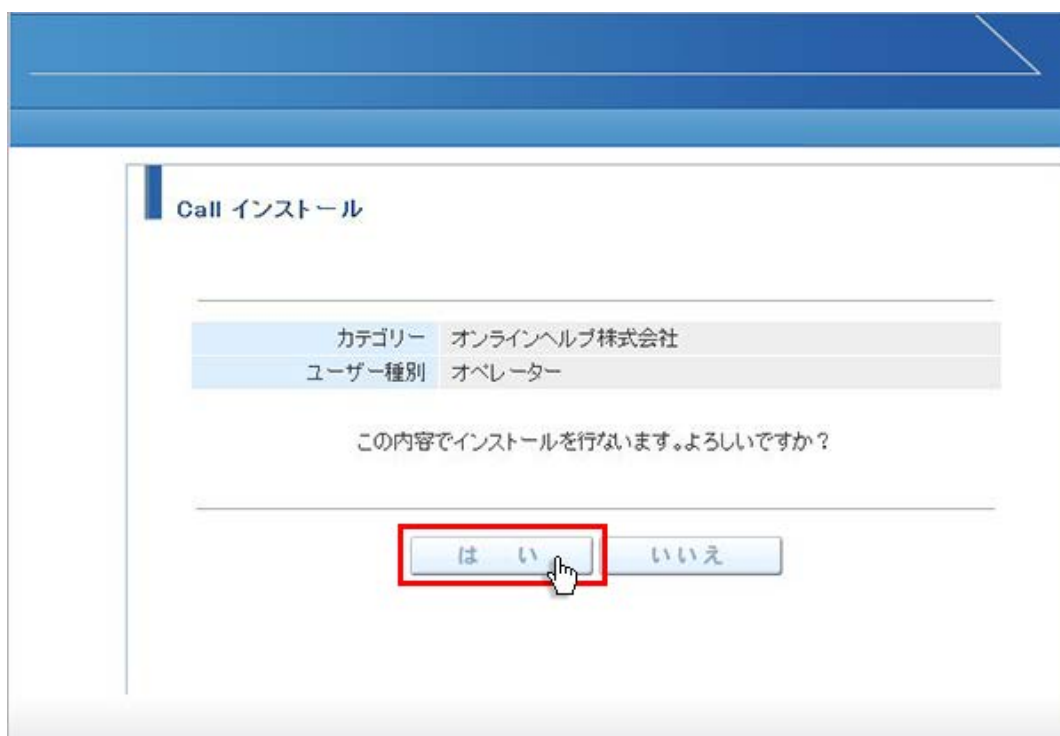 Call インストール
カテゴリー オンラインヘルプ株式会社
ユーザー種別 オペレーター
この内容でインストールを行ないます。よろしいですか？
は い いいえ